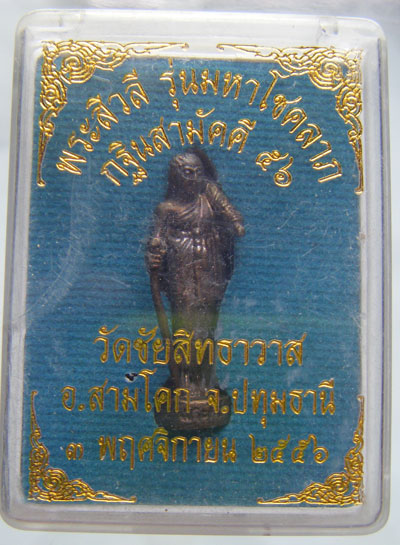 พระสิวลี รุ่นมหาโชคลาภ
กฐินสามัคคี ๕๖
วัดชัยสิทธาวาส
อ.สามโคก จ.ปทุมธานี
๓ พฤศจิกายน ๒๕๕๖